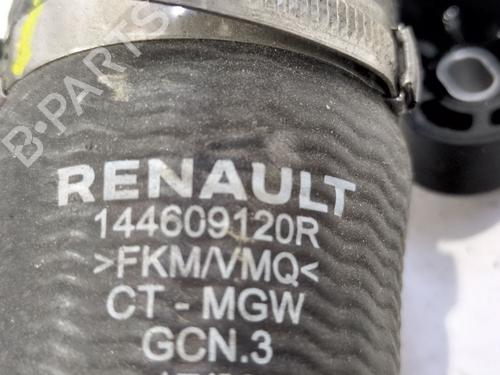 B-PARTS
RENAULT
144609120R
>FKM/VMQ<
CT - MGW
GCN.3